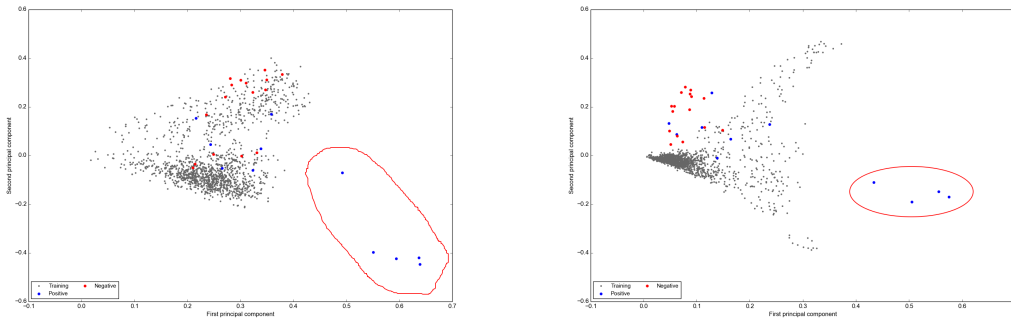 0.6
0.4
0.2
0.0
−0.2
−0.4
−0.6
Second principal component
−0.1 0.0 0.1 0.2 0.3 0.4 0.5 0.6 0.7
First principal component
Training Negative
Positive
0.6
0.4
0.2
0.0
−0.2
−0.4
−0.6
Second principal component
−0.1 0.0 0.1 0.2 0.3 0.4 0.5 0.6
First principal component
Training Negative
Positive